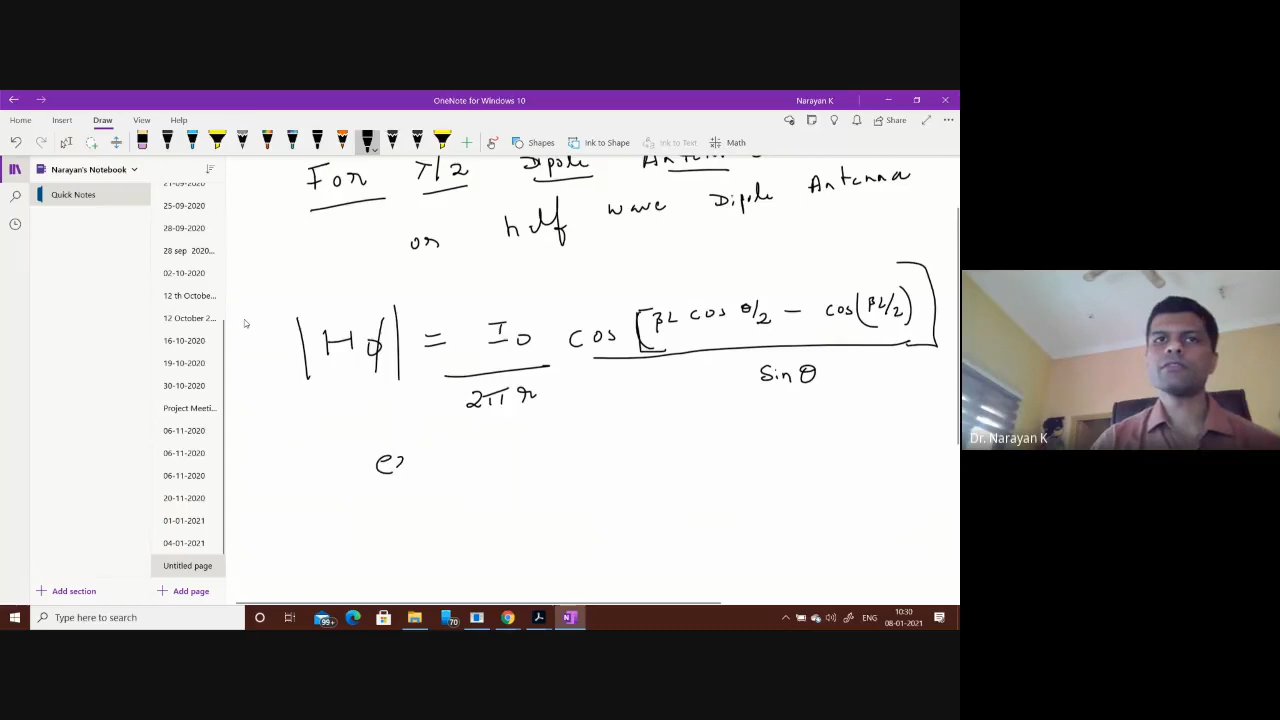 OneNote for Windows 10
Narayan K
Home Insert Draw View Help
Share
Shapes Ink to Shape Ink to Text Math
Narayan's Notebook
Quick Notes
21-09-2020
25-09-2020
28-09-2020
28 sep 2020...
02-10-2020
12 th Octobe...
12 October 2...
16-10-2020
19-10-2020
30-10-2020
Project Meeti...
06-11-2020
06-11-2020
06-11-2020
20-11-2020
01-01-2021
04-01-2021
Untitled page
Add section
Add page
For λ/2 Dipole Antenna
or half wave Dipole Antenna
|Hϕ| = I0 / 2πr cos [βL cos θ/2 − cos(βL/2)] / sin θ
Dr. Narayan K
Type here to search
99+
70
ENG
10:30
08-01-2021